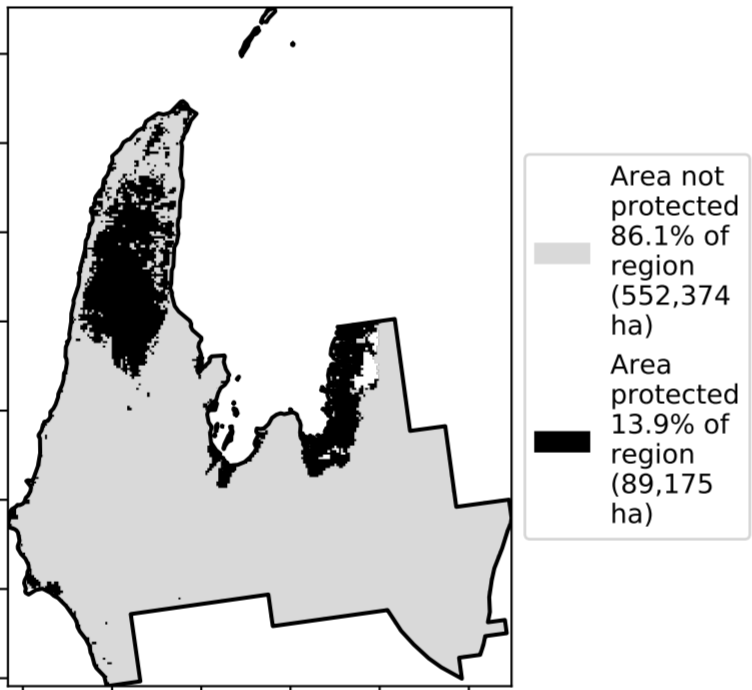 Area not
protected
86.1% of
region
(552,374
ha)
Area
protected
13.9% of
region
(89,175
ha)